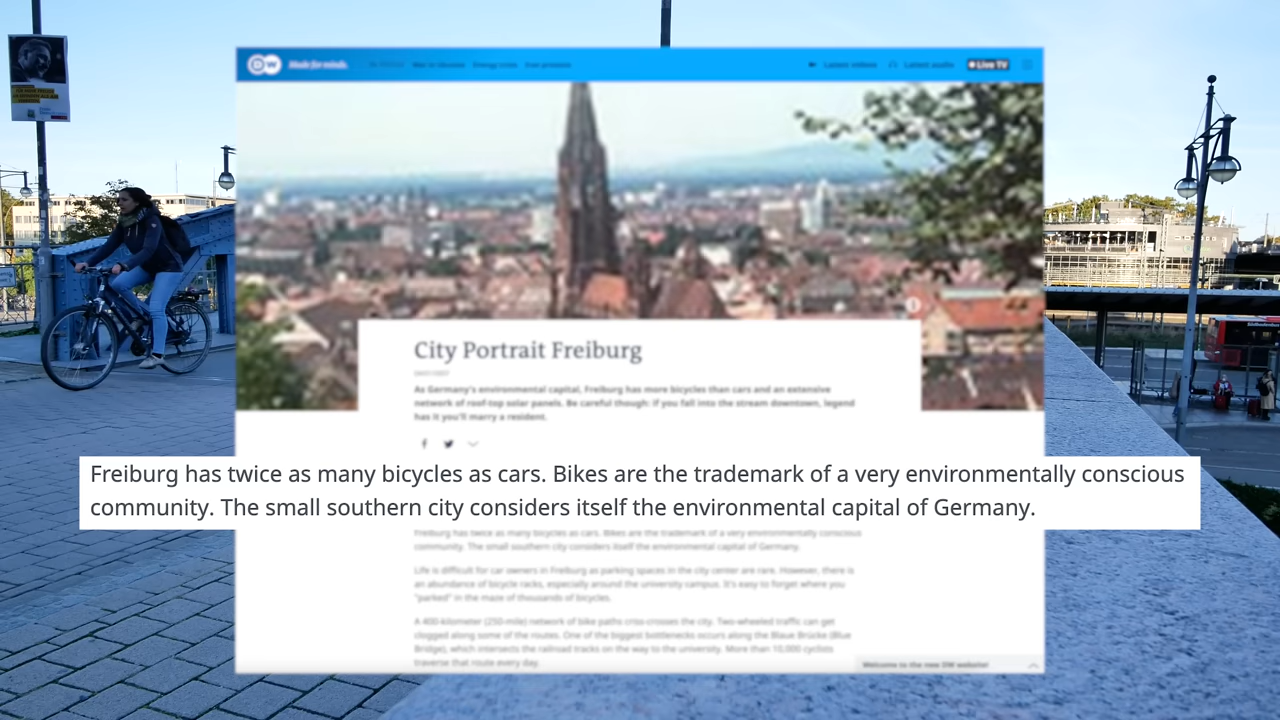 DW Made for minds.
War in Ukraine Energy crisis Iran protests
Latest videos Latest audio Live TV
City Portrait Freiburg
As Germany's environmental capital, Freiburg has more bicycles than cars and an extensive
network of roof-top solar panels. Be careful though: if you fall into the stream downtown, legend
has it you'll marry a resident.
Freiburg has twice as many bicycles as cars. Bikes are the trademark of a very environmentally conscious
community. The small southern city considers itself the environmental capital of Germany.
Freiburg has twice as many bicycles as cars. Bikes are the trademark of a very environmentally conscious
community. The small southern city considers itself the environmental capital of Germany.
Life is difficult for car owners in Freiburg as parking spaces in the city center are rare. However, there is
an abundance of bicycle racks, especially around the university campus. It's easy to forget where you
"parked" in the maze of thousands of bicycles.
A 400-kilometer (250-mile) network of bike paths criss-crosses the city. Two-wheeled traffic can get
clogged along some of the routes. One of the biggest bottlenecks occurs along the Blaue Brücke (Blue
Bridge), which intersects the railroad tracks on the way to the university. More than 10,000 cyclists
traverse that route every day.
Welcome to the new DW website!